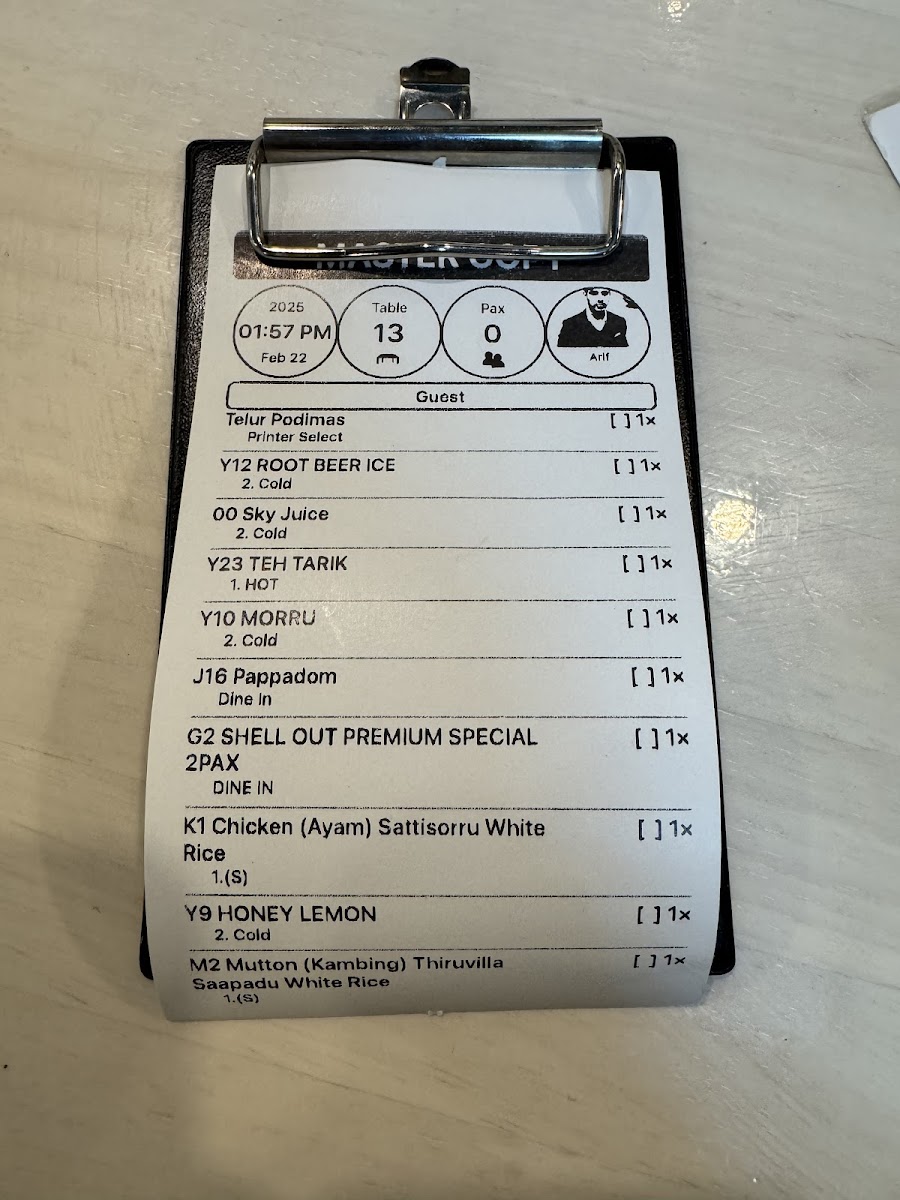 MASTER COPY
2025
01:57 PM
Feb 22
Table
13
Pax
0
Arif
Guest
Telur Podimas [ ] 1x
Printer Select
Y12 ROOT BEER ICE [ ] 1x
2. Cold
00 Sky Juice [ ] 1x
2. Cold
Y23 TEH TARIK [ ] 1x
1. HOT
Y10 MORRU [ ] 1x
2. Cold
J16 Pappadom [ ] 1x
Dine In
G2 SHELL OUT PREMIUM SPECIAL [ ] 1x
2PAX
DINE IN
K1 Chicken (Ayam) Sattisorru White [ ] 1x
Rice
1.(S)
Y9 HONEY LEMON [ ] 1x
2. Cold
M2 Mutton (Kambing) Thiruvilla [ ] 1x
Saapadu White Rice
1.(S)